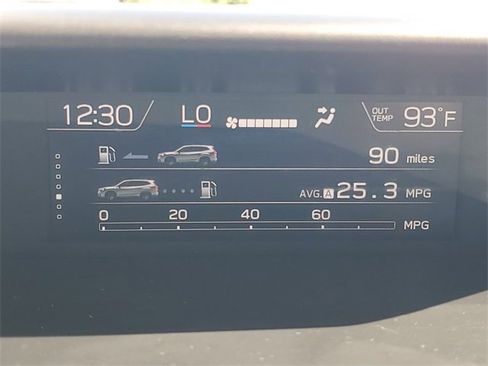 12:30 LO OUT TEMP 93°F
90 miles
AVG. A 25.3 MPG
0 20 40 60
MPG